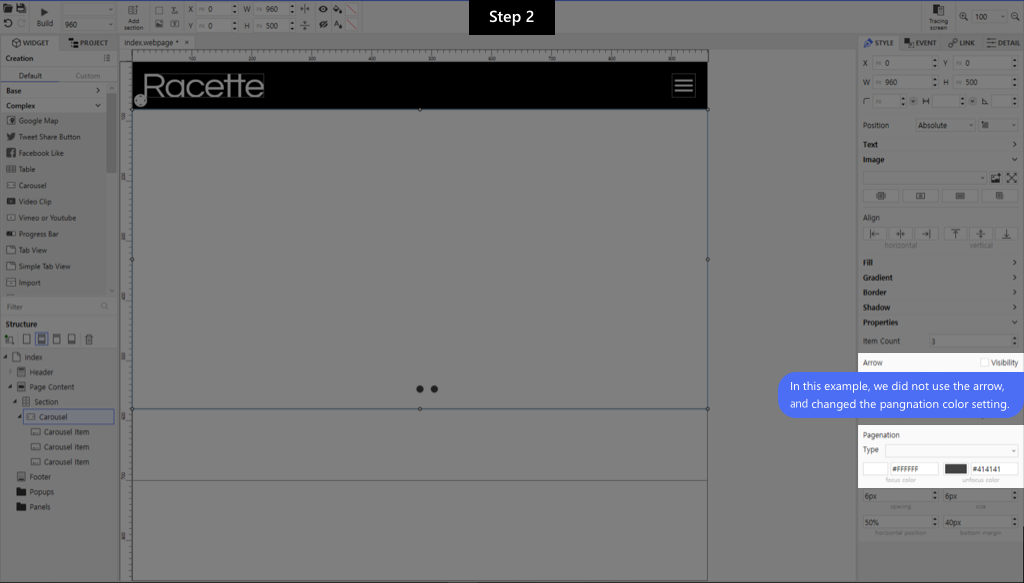 Step 2
Build
960
Add
section
X 0 W 960
Y 0 H 500
Tracing
screen
100
WIDGET
PROJECT
index.webpage *
STYLE
EVENT
LINK
DETAIL
Creation
Default
Custom
Base
Complex
Google Map
Tweet Share Button
Facebook Like
Table
Carousel
Video Clip
Vimeo or Youtube
Progress Bar
Tab View
Simple Tab View
Import
Filter
Structure
Index
Header
Page Content
Section
Carousel
Carousel Item
Carousel Item
Carousel Item
Footer
Popups
Panels
Racette
X 0 Y 0
W 960 H 500
Position Absolute
Text
Image
Align
horizontal vertical
Fill
Gradient
Border
Shadow
Properties
Item Count 3
Arrow Visibility
In this example, we did not use the arrow,
and changed the pangnation color setting.
Pagenation
Type
#FFFFFF #414141
focus color unfocus color
6px 6px
spacing size
50% 40px
horizontal position bottom margin